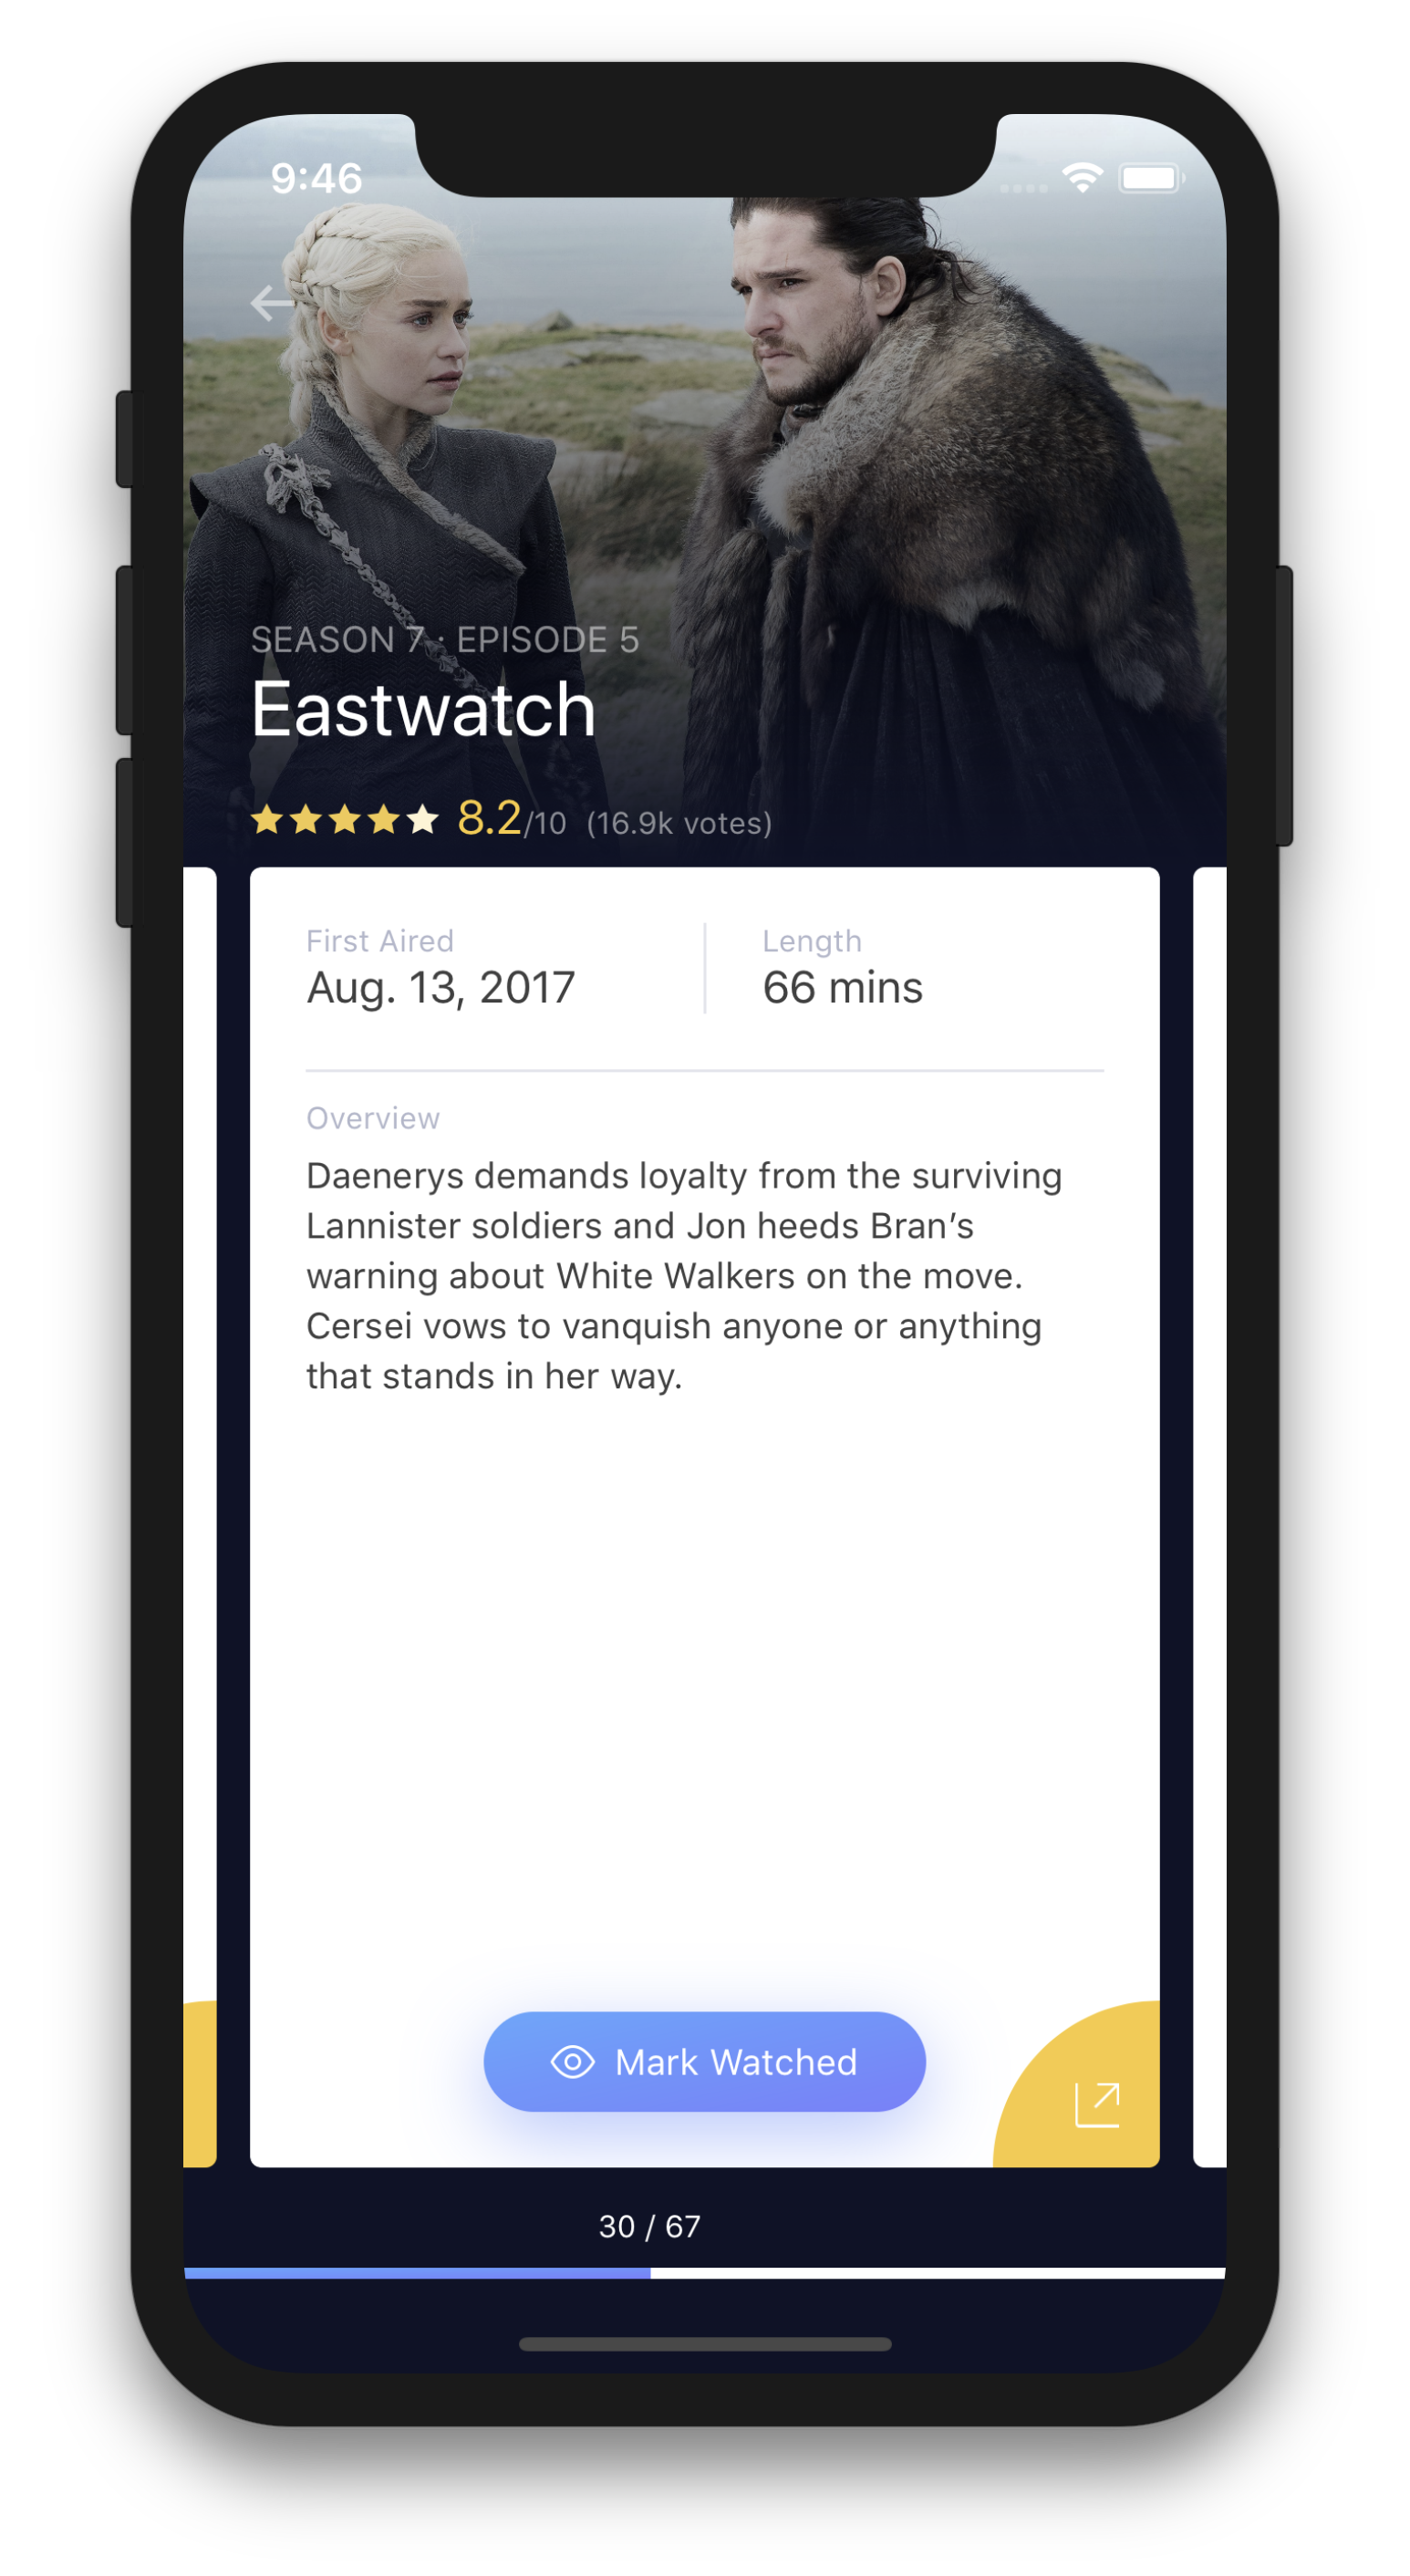 9:46
SEASON 7 · EPISODE 5
Eastwatch
8.2/10 (16.9k votes)
First Aired
Aug. 13, 2017
Length
66 mins
Overview
Daenerys demands loyalty from the surviving
Lannister soldiers and Jon heeds Bran’s
warning about White Walkers on the move.
Cersei vows to vanquish anyone or anything
that stands in her way.
Mark Watched
30 / 67